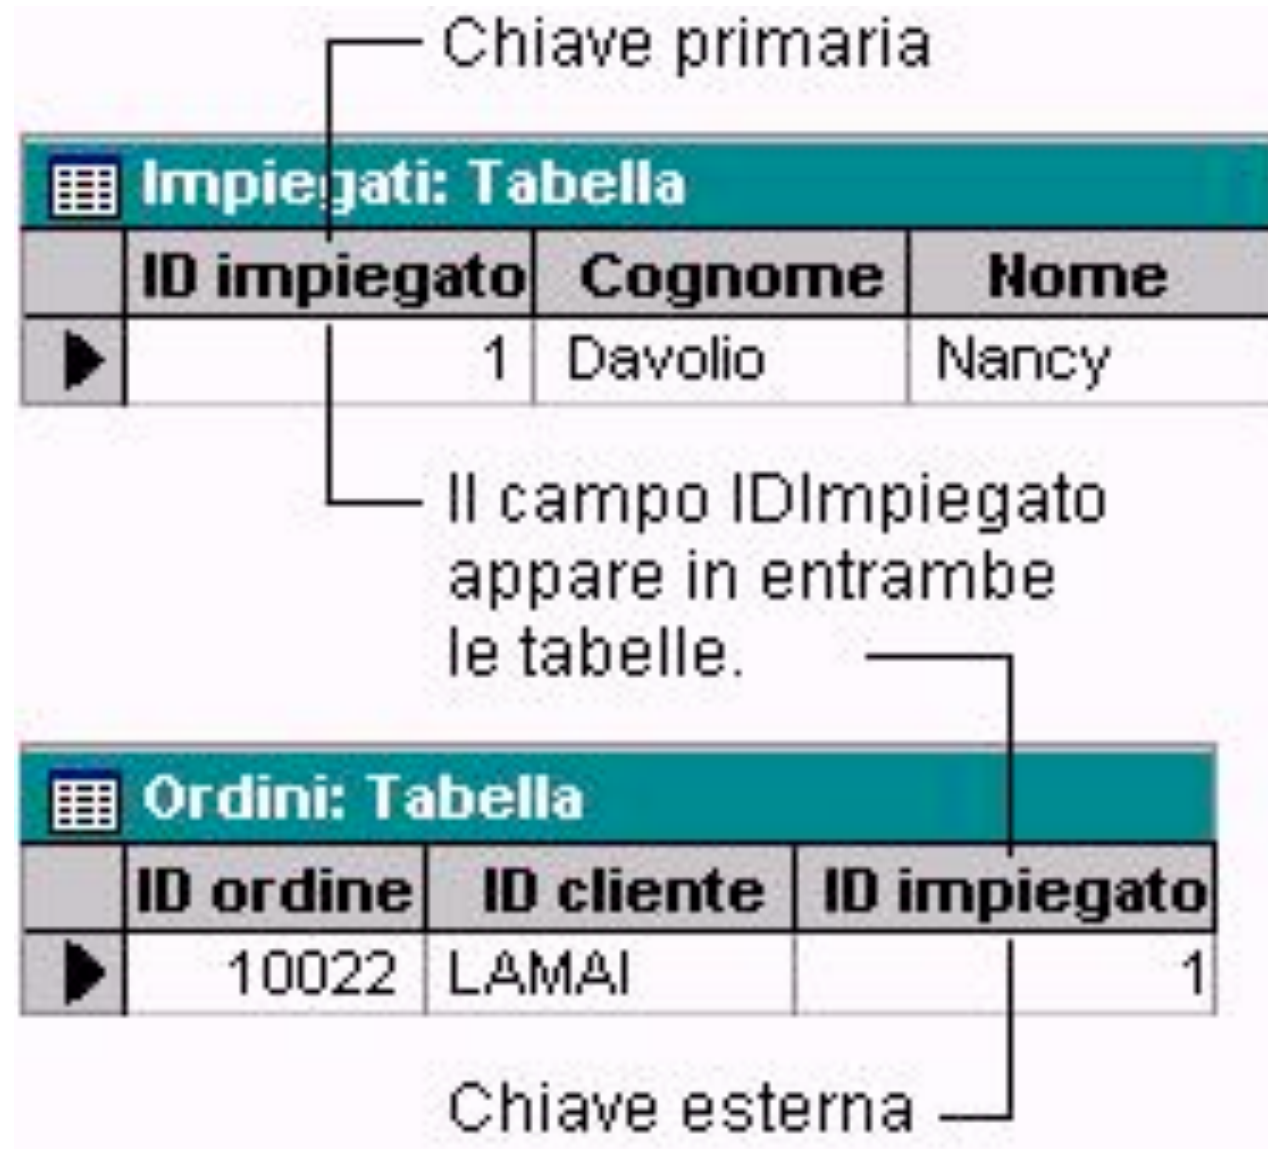 Chiave primaria
Impiegati: Tabella
ID impiegato Cognome Nome
1 Davolio Nancy
Il campo IDImpiegato
appare in entrambe
le tabelle.
Ordini: Tabella
ID ordine ID cliente ID impiegato
10022 LAMAI 1
Chiave esterna